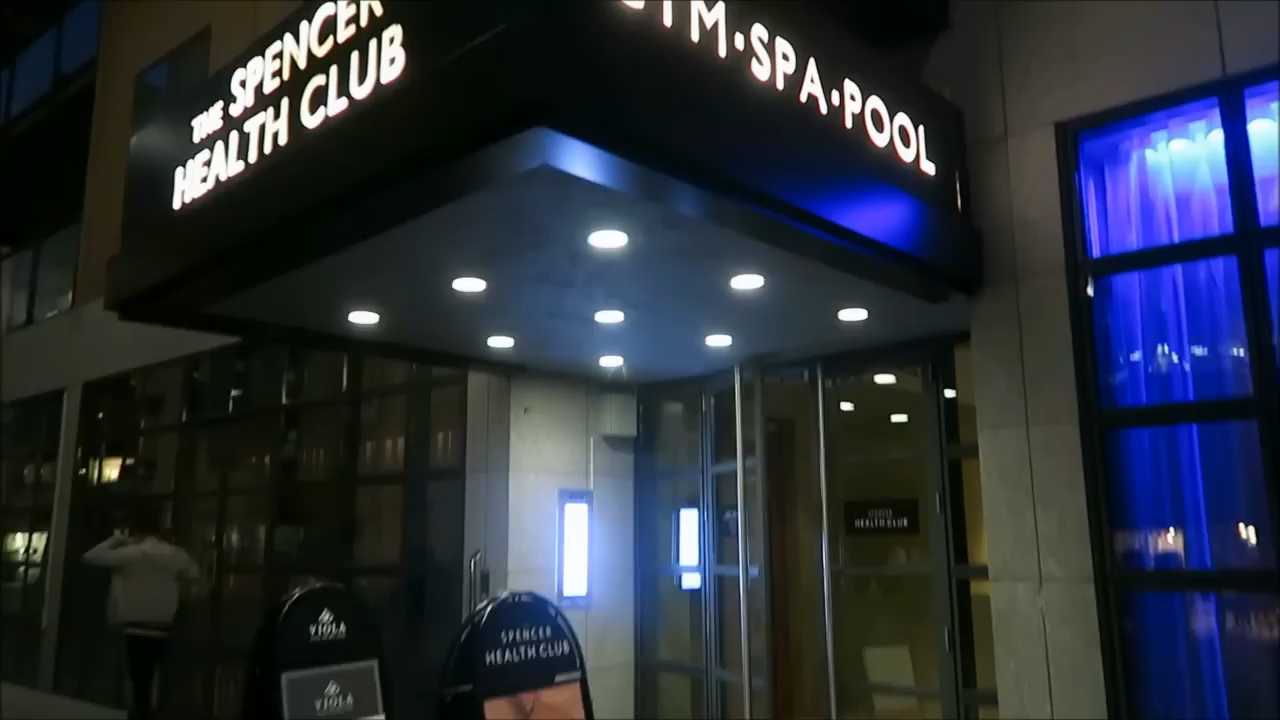 THE SPENCER
HEALTH CLUB
GYM·SPA·POOL
HEALTH CLUB
VIOLA
VIOLA
SPENCER
HEALTH CLUB